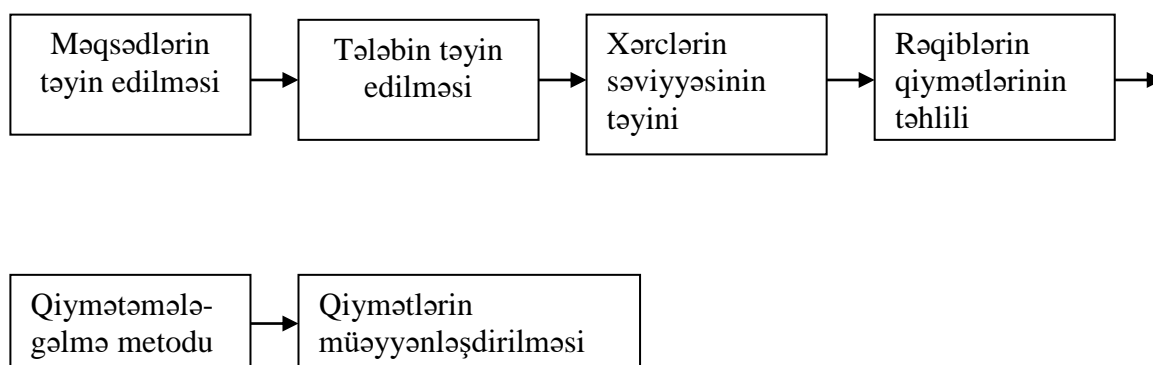 Məqsədlərin
təyin edilməsi
Tələbin təyin
edilməsi
Xərclərin
səviyyəsinin
təyini
Rəqiblərin
qiymətlərinin
təhlili
Qiymətəmələ-
gəlmə metodu
Qiymətlərin
müəyyənləşdirilməsi